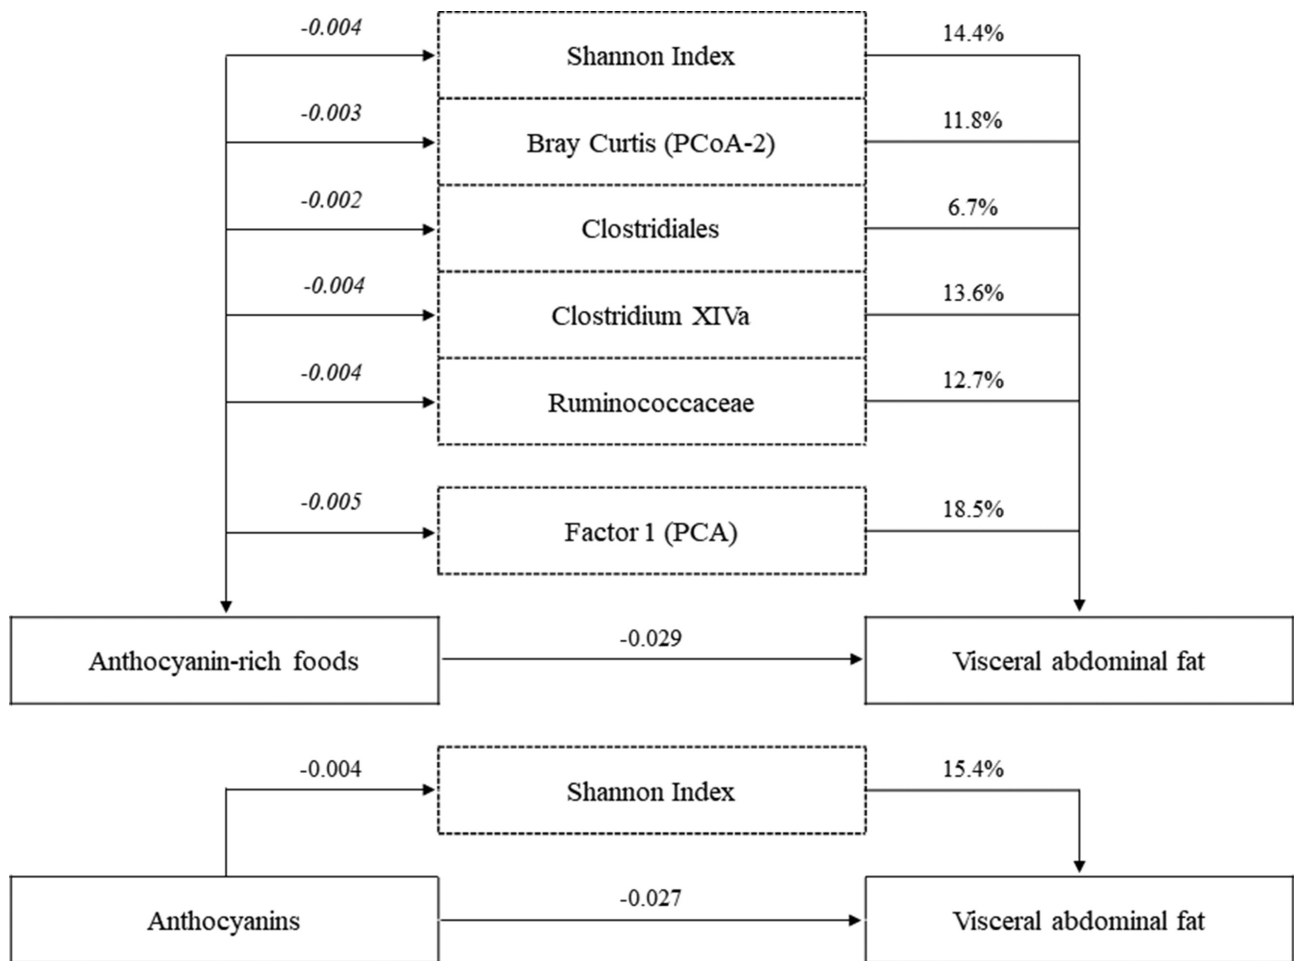 -0.004
Shannon Index
14.4%
-0.003
Bray Curtis (PCoA-2)
11.8%
-0.002
Clostridiales
6.7%
-0.004
Clostridium XIVa
13.6%
-0.004
Ruminococcaceae
12.7%
-0.005
Factor 1 (PCA)
18.5%
Anthocyanin-rich foods
-0.029
Visceral abdominal fat
-0.004
Shannon Index
15.4%
Anthocyanins
-0.027
Visceral abdominal fat